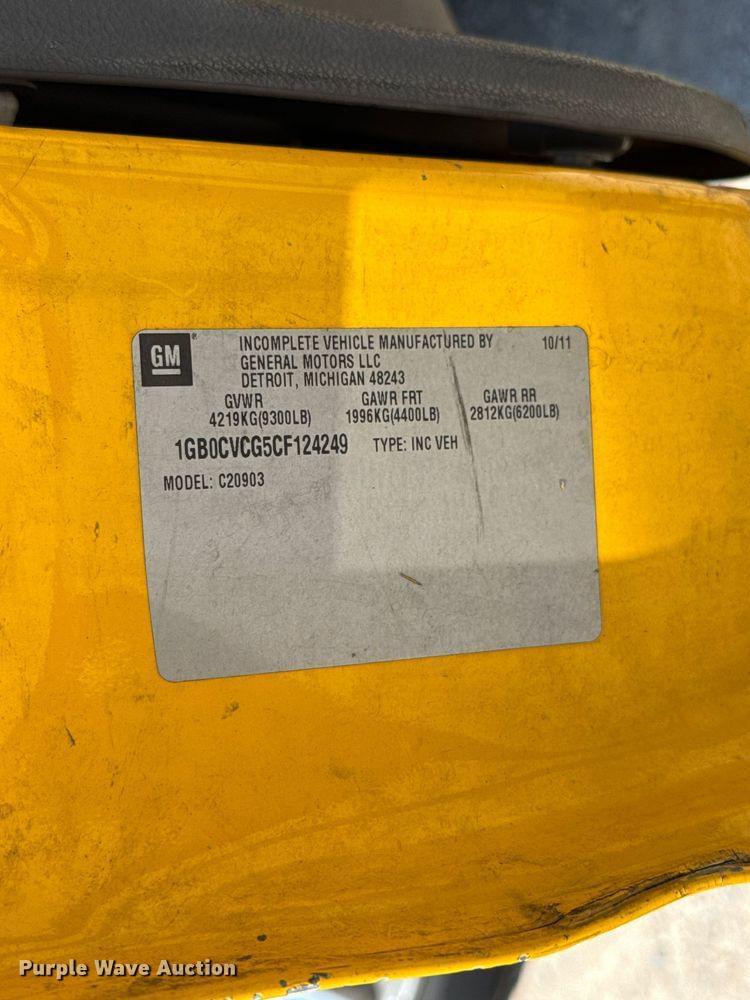 GM
INCOMPLETE VEHICLE MANUFACTURED BY 10/11
GENERAL MOTORS LLC
DETROIT, MICHIGAN 48243
GVWR GAWR FRT GAWR RR
4219KG(9300LB) 1996KG(4400LB) 2812KG(6200LB)
1GB0CVCG5CF124249 TYPE: INC VEH
MODEL: C20903
Purple Wave Auction